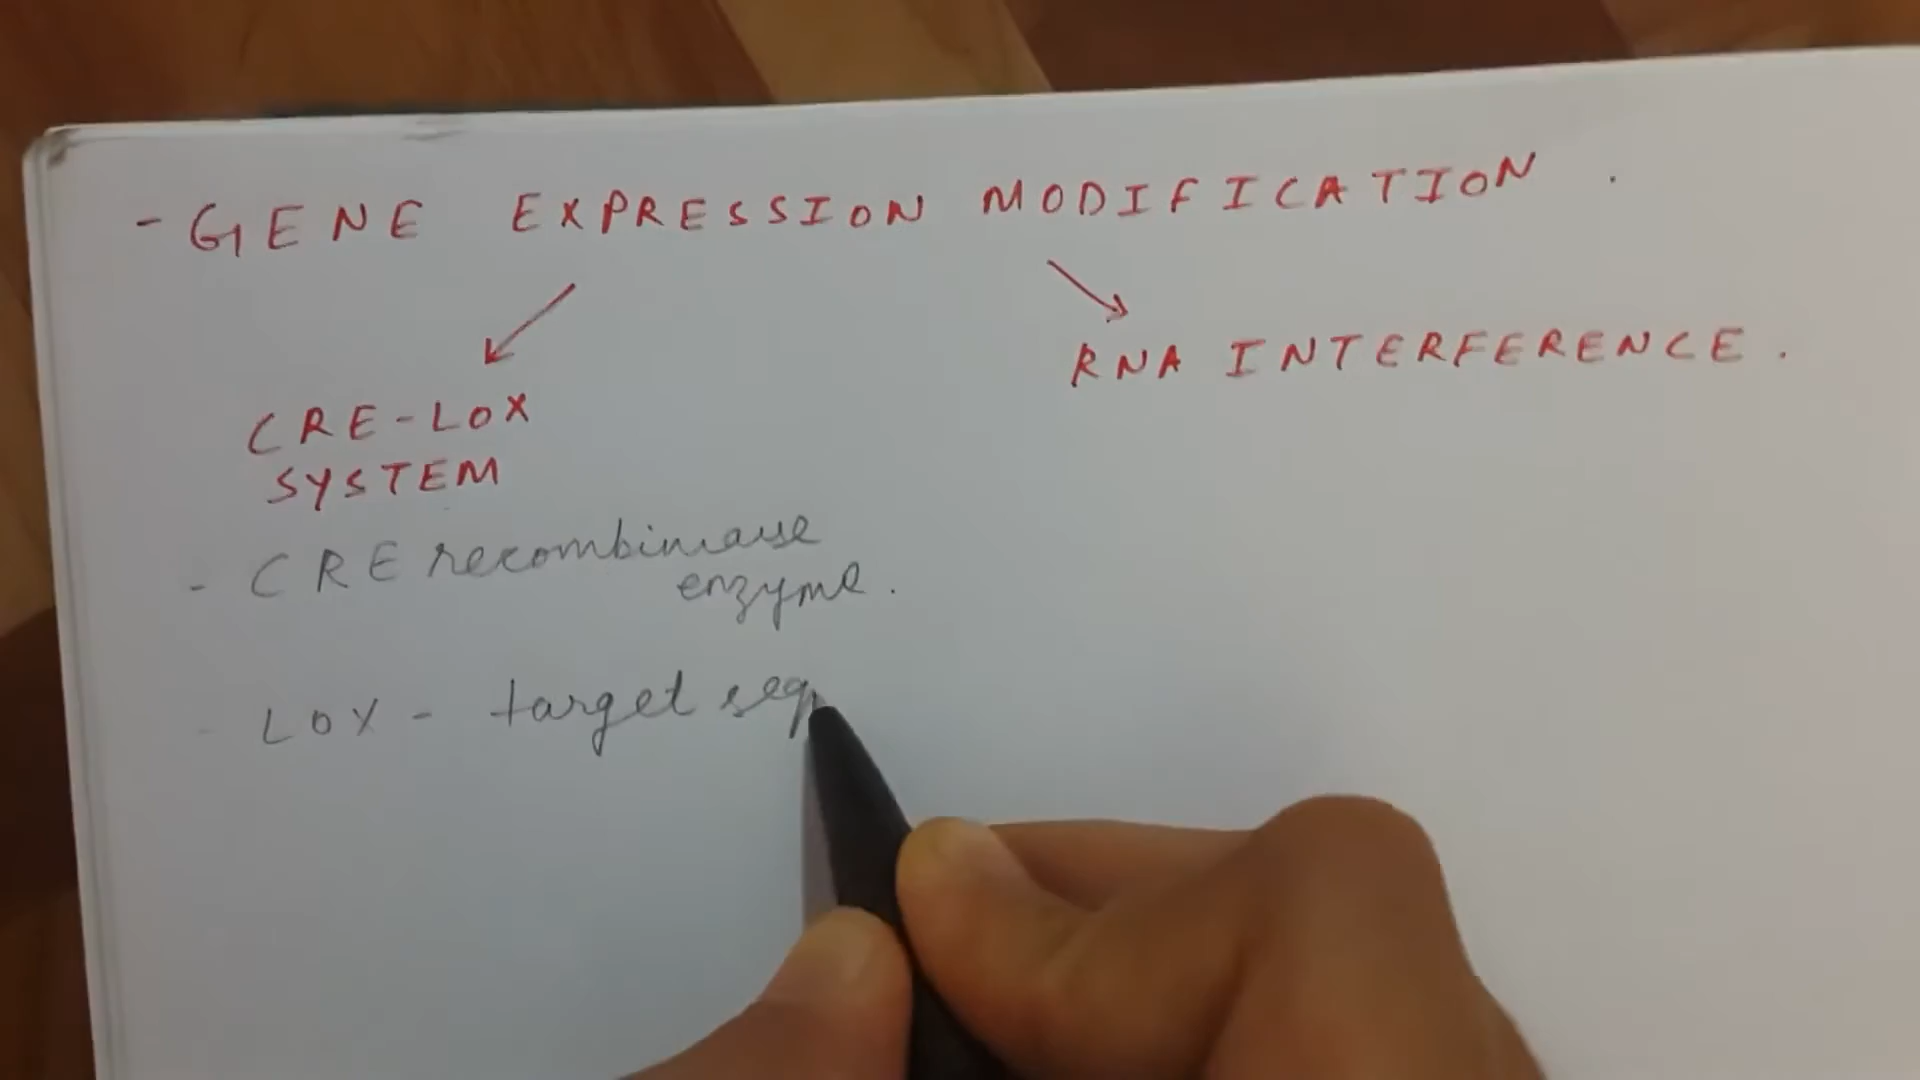 - GENE EXPRESSION MODIFICATION .
CRE-LOX
SYSTEM
RNA INTERFERENCE .
- CRE recombinase
enzyme .
- LOX - target seq